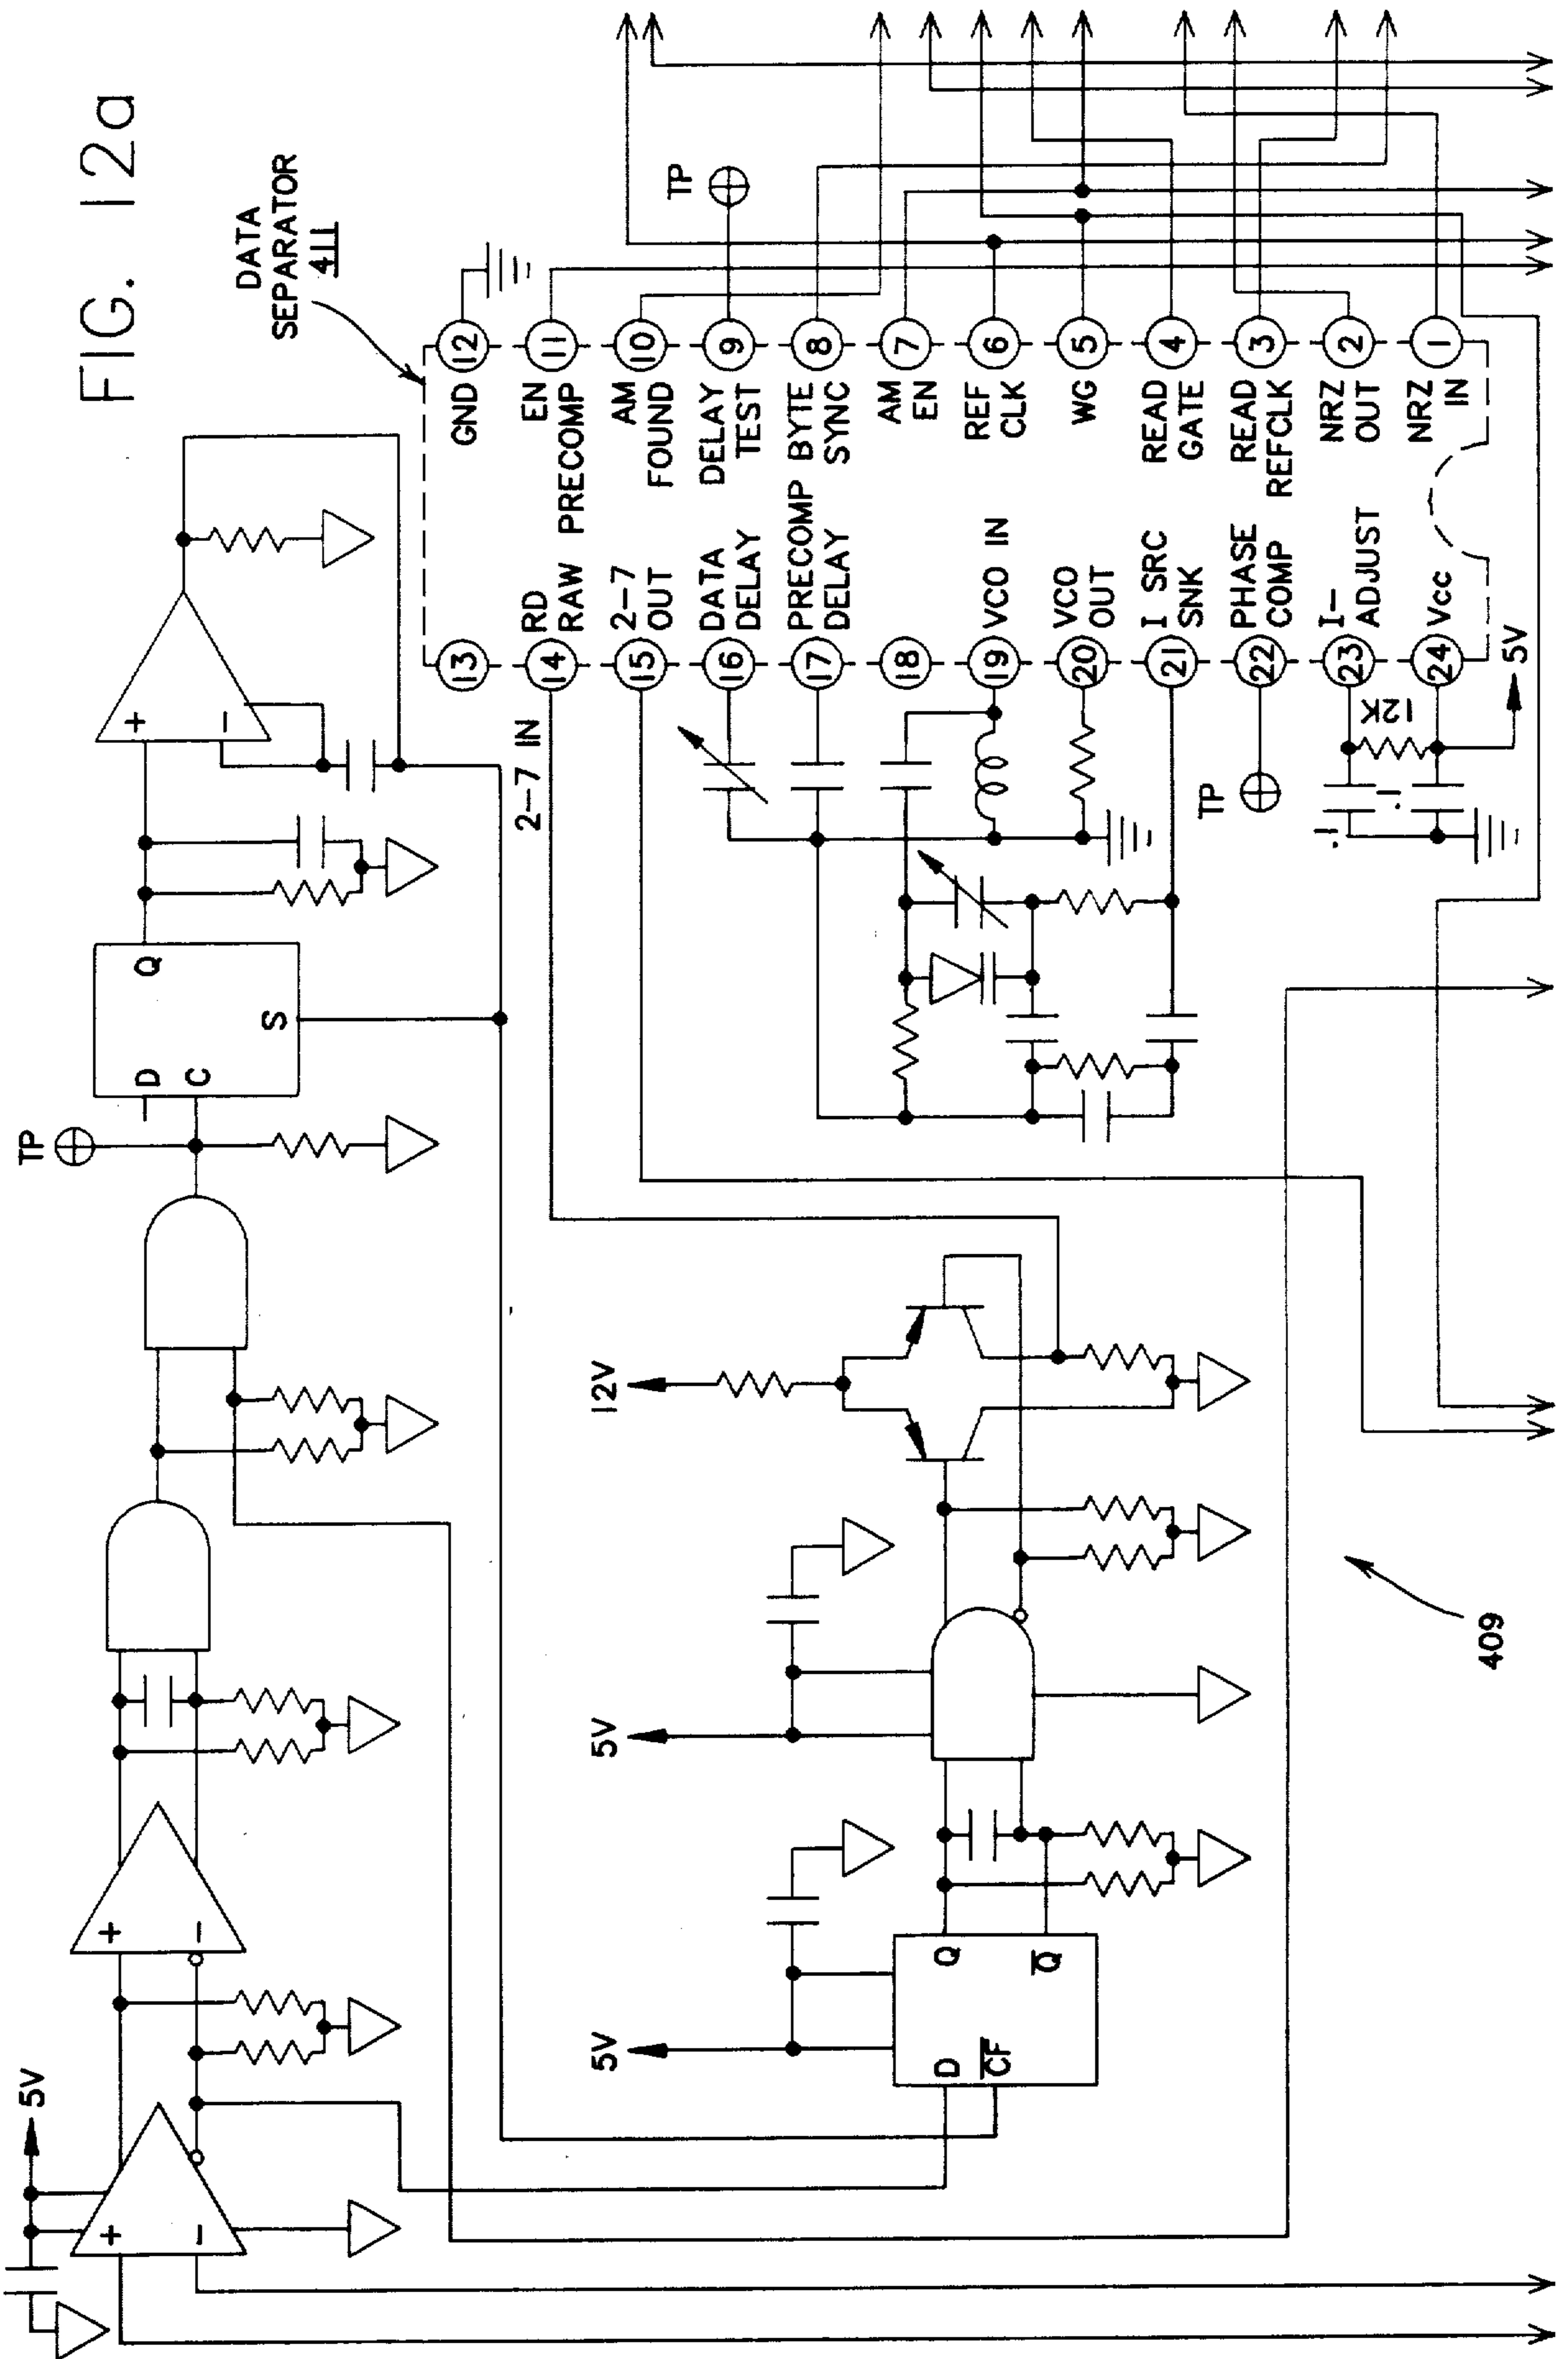 FIG. 12a
DATA
SEPARATOR
411
TP
D
C
Q
S
+
−
5V
+
−
+
−
GND
12
EN
PRECOMP
11
AM
FOUND
10
DELAY
TEST
9
TP
BYTE
SYNC
8
AM
EN
7
REF
CLK
6
WG
5
READ
GATE
4
READ
REFCLK
3
NRZ
OUT
2
NRZ
IN
1
13
2-7 IN
14
RD
RAW
15
2-7
OUT
16
DATA
DELAY
17
PRECOMP
DELAY
18
19
VCO IN
20
VCO
OUT
21
I SRC
SNK
TP
22
PHASE
COMP
23
I-
ADJUST
24
Vcc
12K
.1
.1
5V
12V
5V
5V
D
CF
Q
Q
409